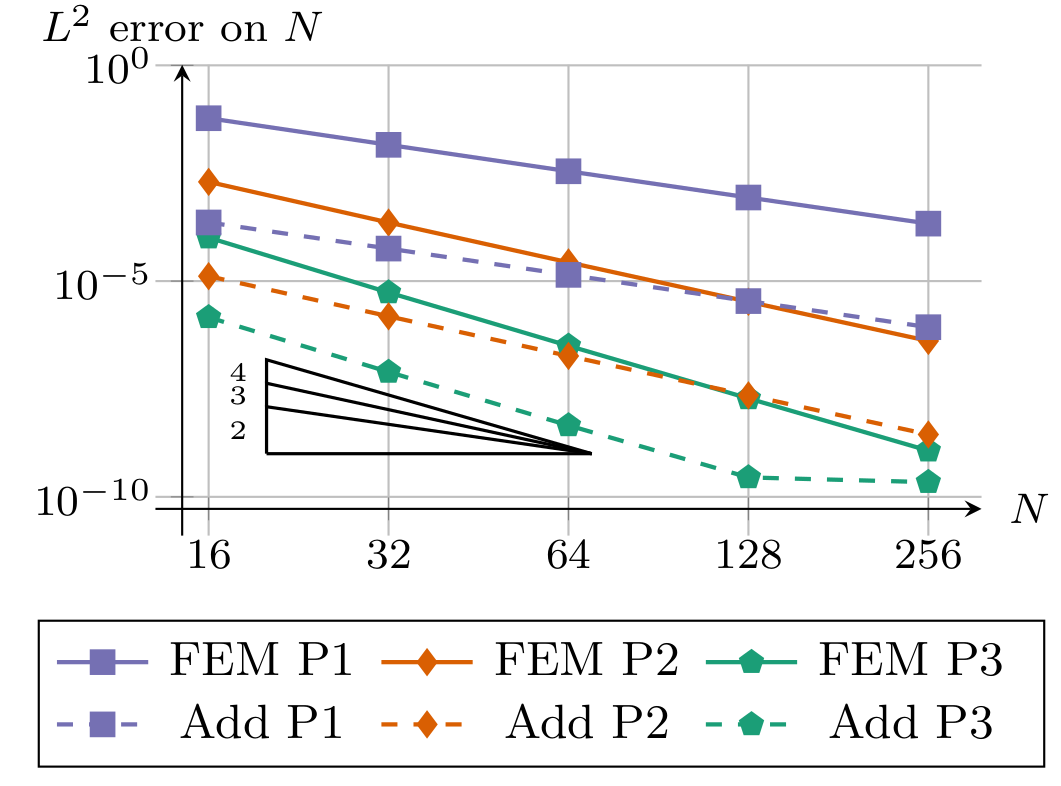 L² error on N
10⁰
10⁻⁵
10⁻¹⁰
4
3
2
N
16 32 64 128 256
FEM P1 FEM P2 FEM P3
Add P1 Add P2 Add P3